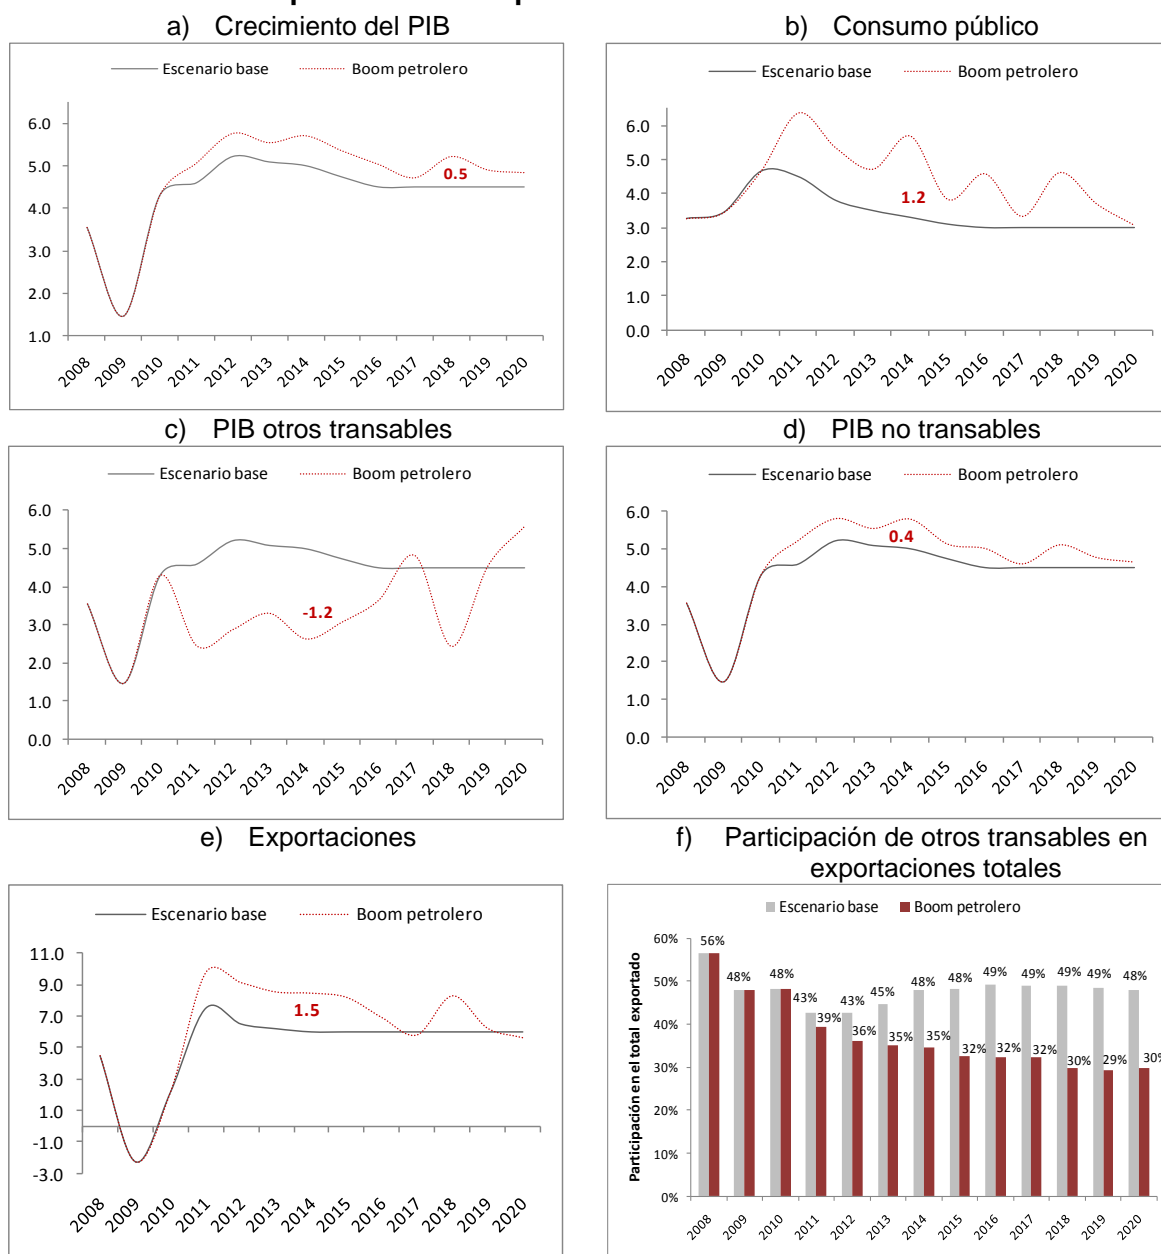 a) Crecimiento del PIB
Escenario base Boom petrolero
6.0
5.0
4.0
3.0
2.0
1.0
0.5
2008 2009 2010 2011 2012 2013 2014 2015 2016 2017 2018 2019 2020
b) Consumo público
Escenario base Boom petrolero
6.0
5.0
4.0
3.0
2.0
1.0
0.0
1.2
2008 2009 2010 2011 2012 2013 2014 2015 2016 2017 2018 2019 2020
c) PIB otros transables
Escenario base Boom petrolero
6.0
5.0
4.0
3.0
2.0
1.0
0.0
-1.2
2008 2009 2010 2011 2012 2013 2014 2015 2016 2017 2018 2019 2020
d) PIB no transables
Escenario base Boom petrolero
6.0
5.0
4.0
3.0
2.0
1.0
0.0
0.4
2008 2009 2010 2011 2012 2013 2014 2015 2016 2017 2018 2019 2020
e) Exportaciones
Escenario base Boom petrolero
11.0
9.0
7.0
5.0
3.0
1.0
-1.0
-3.0
1.5
2008 2009 2010 2011 2012 2013 2014 2015 2016 2017 2018 2019 2020
f) Participación de otros transables en
exportaciones totales
Escenario base Boom petrolero
Participación en el total exportado
60%
50%
40%
30%
20%
10%
0%
56% 48% 48% 43% 43% 45% 48% 48% 49% 49% 49% 49% 48%
39% 36% 35% 35% 32% 32% 32% 30% 29% 30%
2008 2009 2010 2011 2012 2013 2014 2015 2016 2017 2018 2019 2020